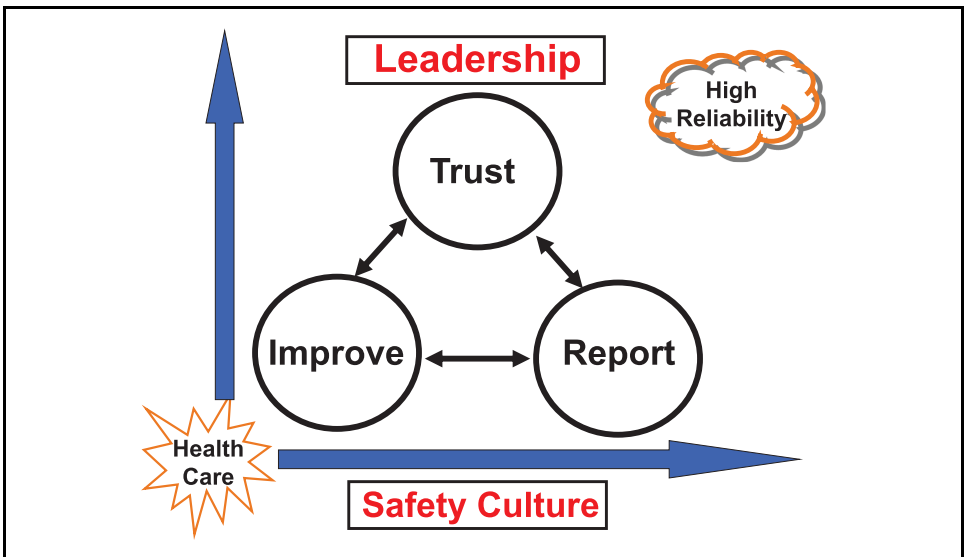 Leadership
High
Reliability
Trust
Improve
Report
Health
Care
Safety Culture